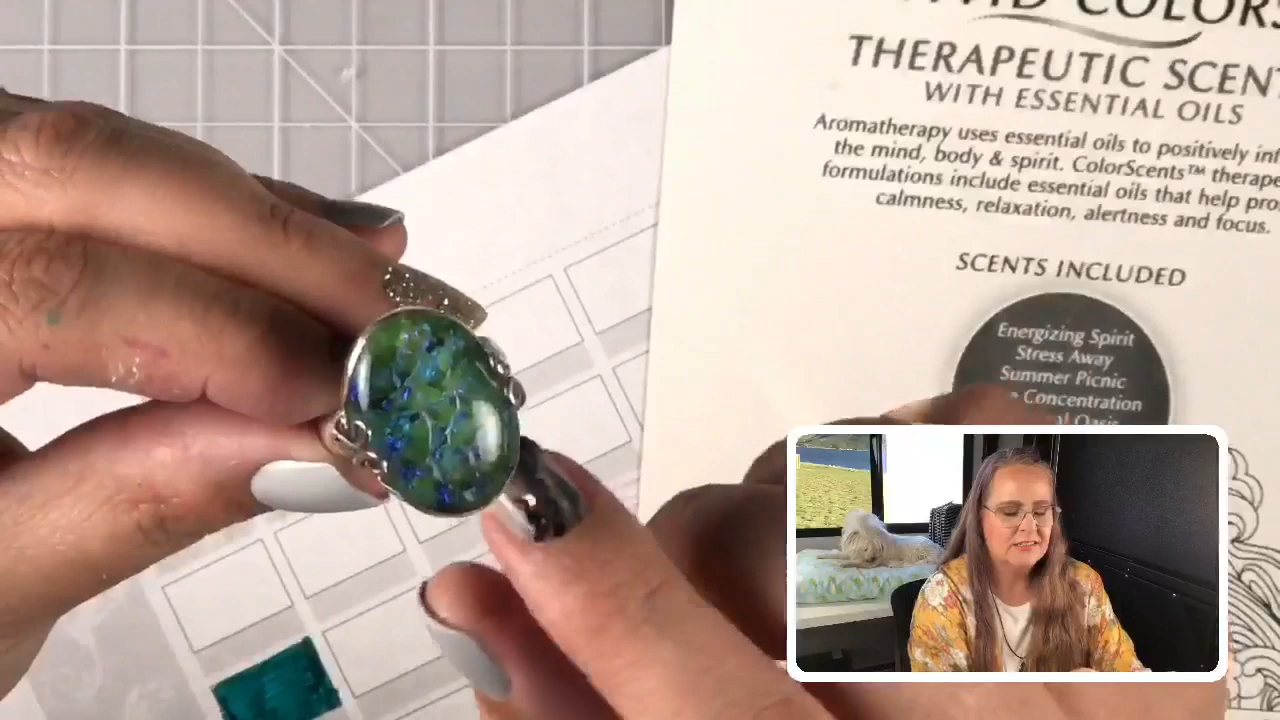 COLORS
THERAPEUTIC SCENT
WITH ESSENTIAL OILS
Aromatherapy uses essential oils to positively inf
the mind, body & spirit. ColorScents™ therape
formulations include essential oils that help pro
calmness, relaxation, alertness and focus.
SCENTS INCLUDED
Energizing Spirit
Stress Away
Summer Picnic
Concentration
Oasis